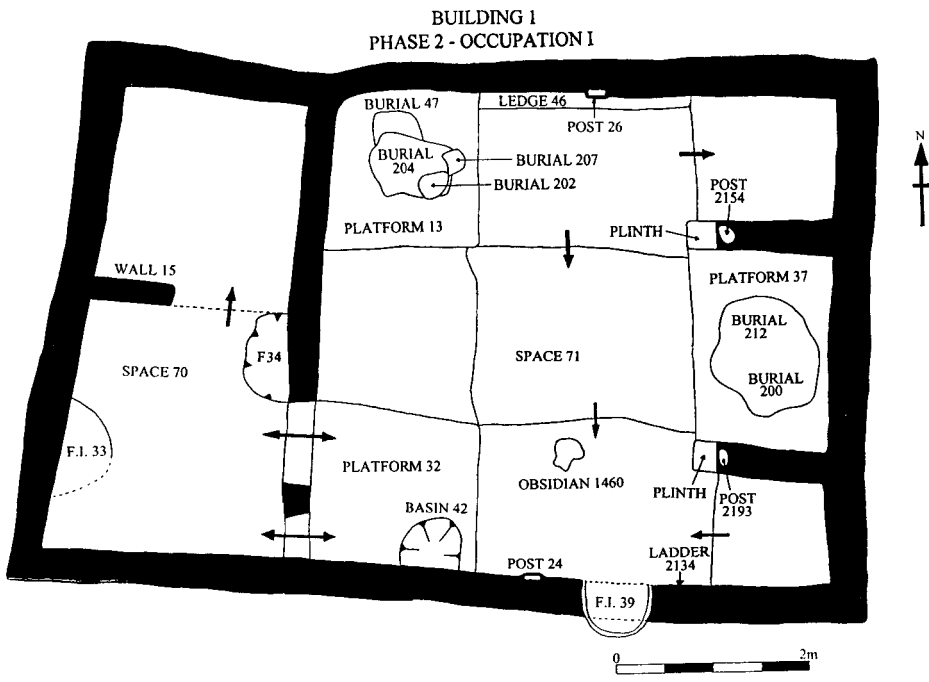 BUILDING 1
PHASE 2 - OCCUPATION I
BURIAL 47
LEDGE 46
POST 26
N
BURIAL
204
BURIAL 207
BURIAL 202
POST
2154
PLATFORM 13
PLINTH
WALL 15
PLATFORM 37
BURIAL
212
F34
SPACE 71
SPACE 70
BURIAL
200
F.I. 33
PLATFORM 32
OBSIDIAN 1460
PLINTH
POST
2193
BASIN 42
POST 24
LADDER
2134
F.I. 39
0
2m